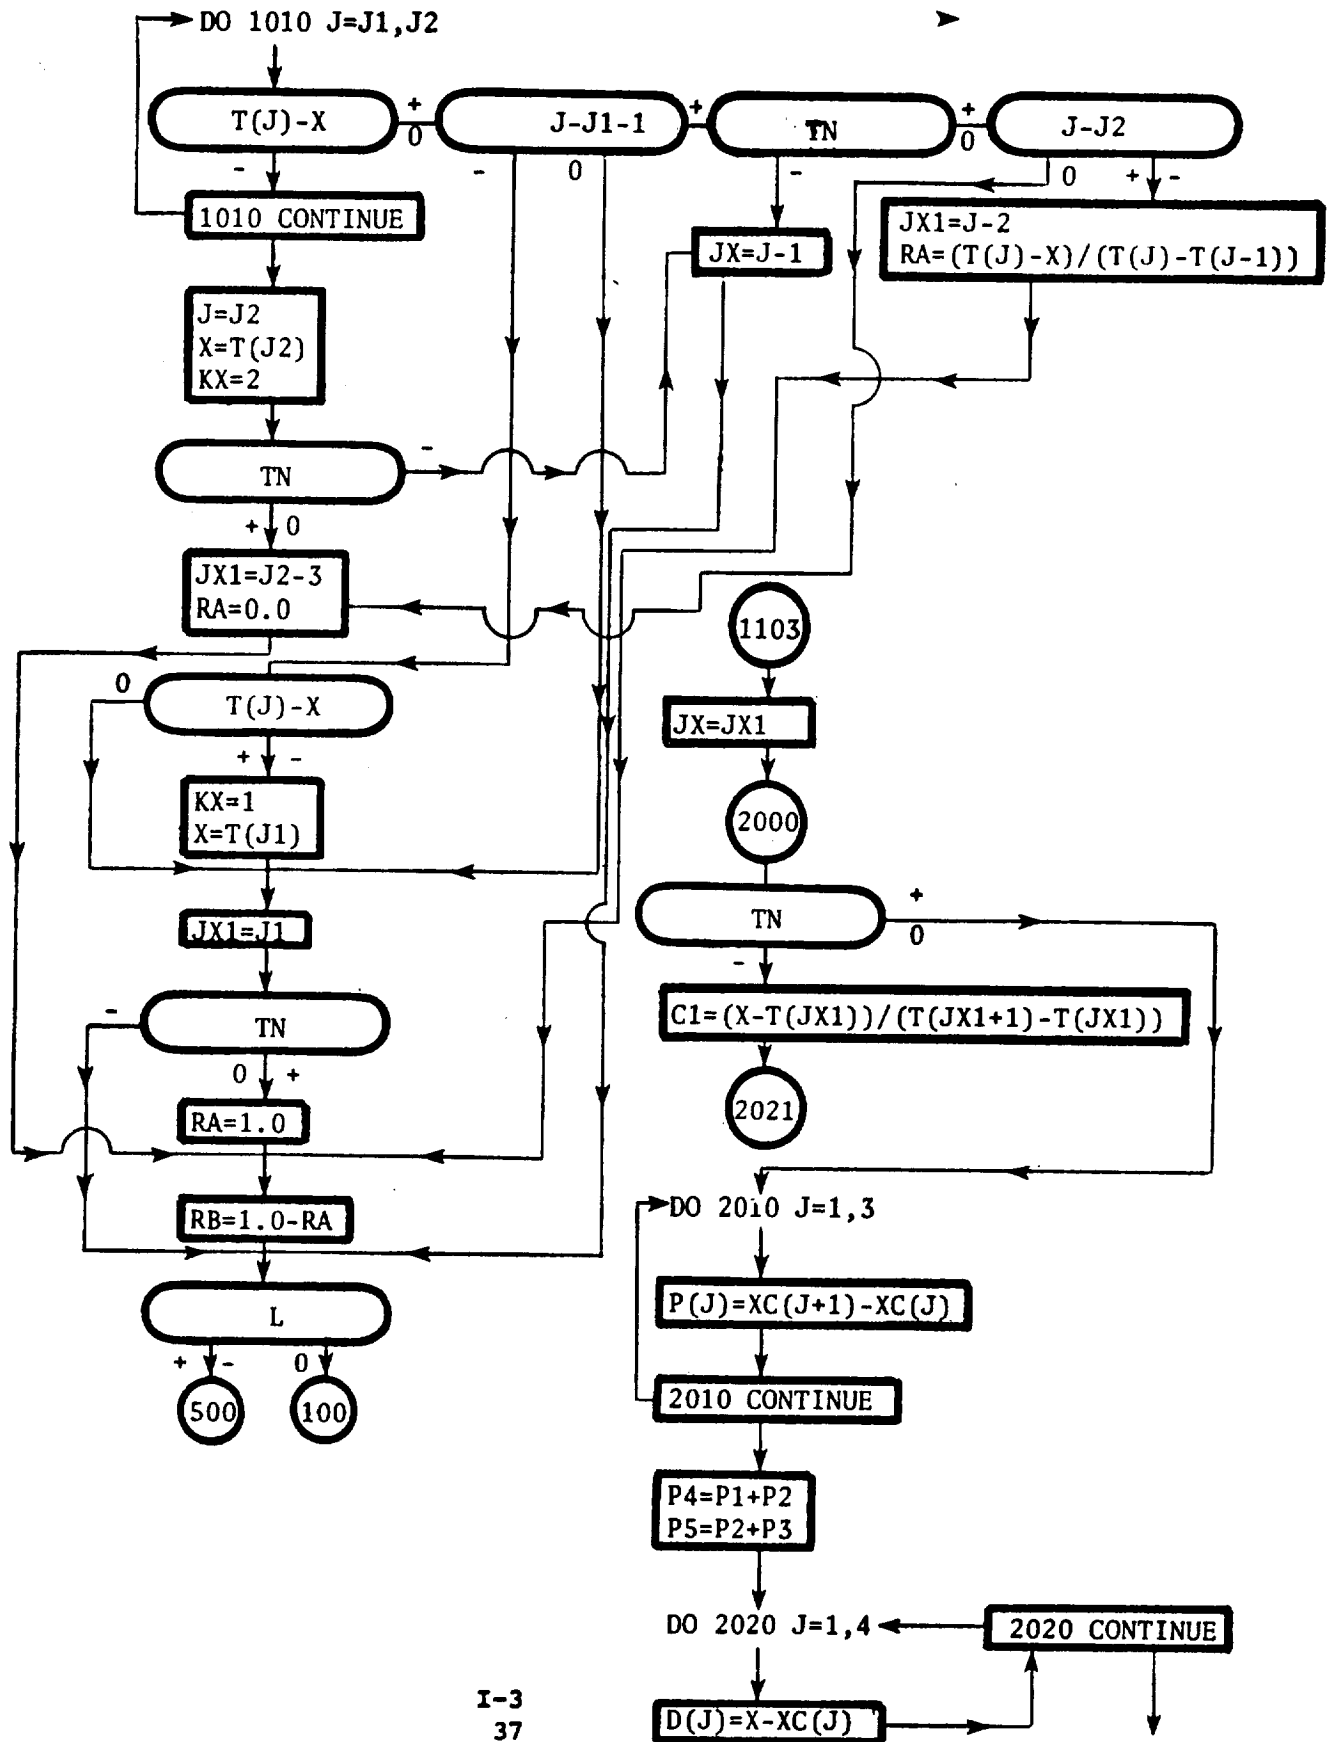 DO 1010 J=J1,J2
T(J)-X
+
0
J-J1-1
+
TN
+
0
J-J2
-
-
0
-
0
+
-
1010 CONTINUE
JX=J-1
JX1=J-2
RA=(T(J)-X)/(T(J)-T(J-1))
J=J2
X=T(J2)
KX=2
TN
-
+
0
JX1=J2-3
RA=0.0
0
T(J)-X
+
-
KX=1
X=T(J1)
JX1=J1
-
TN
0
+
RA=1.0
RB=1.0-RA
L
+
-
0
500
100
1103
JX=JX1
2000
TN
+
0
-
C1=(X-T(JX1))/(T(JX1+1)-T(JX1))
2021
DO 2010 J=1,3
P(J)=XC(J+1)-XC(J)
2010 CONTINUE
P4=P1+P2
P5=P2+P3
DO 2020 J=1,4
2020 CONTINUE
D(J)=X-XC(J)
I-3
37